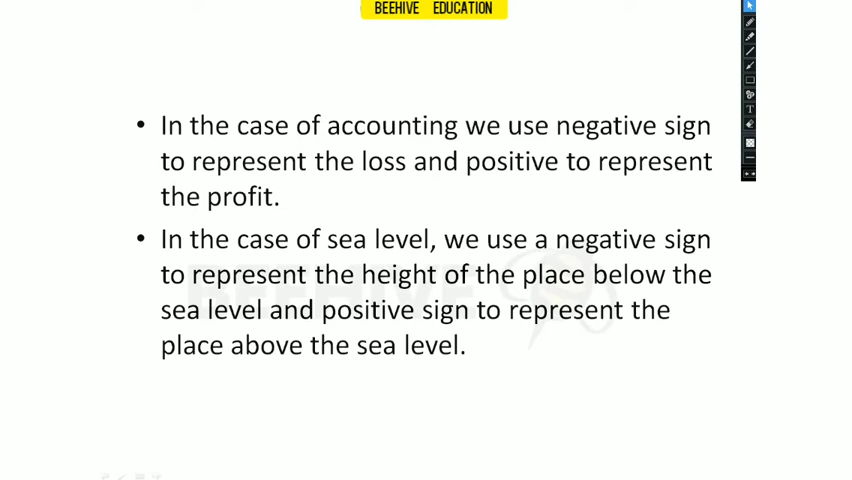 BEEHIVE EDUCATION
• In the case of accounting we use negative sign
to represent the loss and positive to represent
the profit.
• In the case of sea level, we use a negative sign
to represent the height of the place below the
sea level and positive sign to represent the
place above the sea level.
BEEHIVE